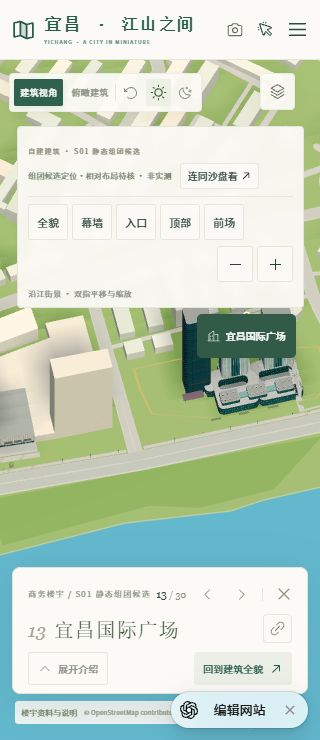 宜昌 · 江山之间
YICHANG · A CITY IN MINIATURE
建筑视角 俯瞰建筑
自建建筑 · S01 静态组团候选
组团候选定位·相对布局待核 · 非实测 连同沙盘看
全貌 幕墙 入口 顶部 前场
沿江街景 · 双指平移与缩放
宜昌国际广场
商务楼宇 / S01 静态组团候选 13 / 30
13 宜昌国际广场
展开介绍 回到建筑全貌
楼宇资料与说明 © OpenStreetMap contribut
编辑网站